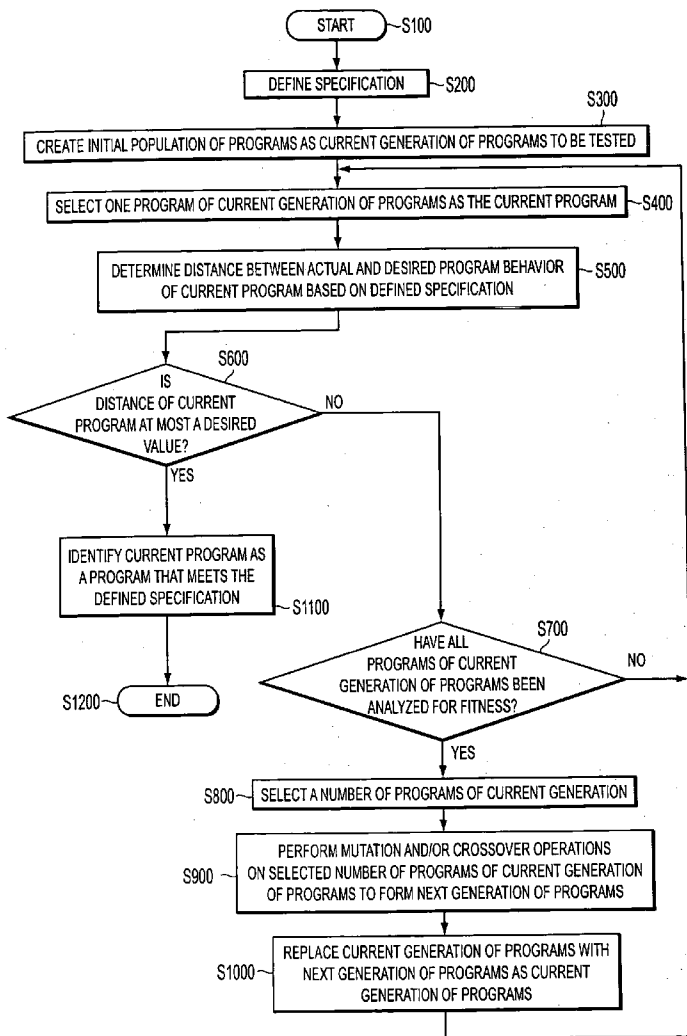 START
S100
DEFINE SPECIFICATION
S200
S300
CREATE INITIAL POPULATION OF PROGRAMS AS CURRENT GENERATION OF PROGRAMS TO BE TESTED
SELECT ONE PROGRAM OF CURRENT GENERATION OF PROGRAMS AS THE CURRENT PROGRAM
S400
DETERMINE DISTANCE BETWEEN ACTUAL AND DESIRED PROGRAM BEHAVIOR
OF CURRENT PROGRAM BASED ON DEFINED SPECIFICATION
S500
S600
IS
DISTANCE OF CURRENT
PROGRAM AT MOST A DESIRED
VALUE?
NO
YES
IDENTIFY CURRENT PROGRAM AS
A PROGRAM THAT MEETS THE
DEFINED SPECIFICATION
S1100
S1200
END
S700
HAVE ALL
PROGRAMS OF CURRENT
GENERATION OF PROGRAMS BEEN
ANALYZED FOR FITNESS?
NO
YES
S800
SELECT A NUMBER OF PROGRAMS OF CURRENT GENERATION
S900
PERFORM MUTATION AND/OR CROSSOVER OPERATIONS
ON SELECTED NUMBER OF PROGRAMS OF CURRENT GENERATION
OF PROGRAMS TO FORM NEXT GENERATION OF PROGRAMS
S1000
REPLACE CURRENT GENERATION OF PROGRAMS WITH
NEXT GENERATION OF PROGRAMS AS CURRENT
GENERATION OF PROGRAMS